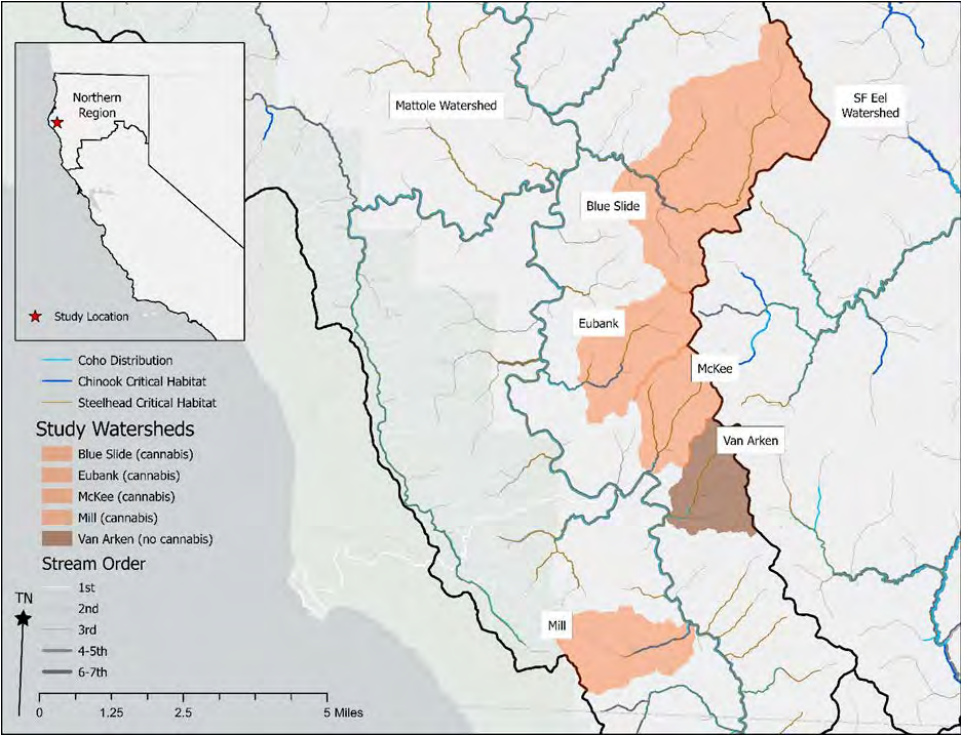 Northern
Region
Study Location
Mattole Watershed
SF Eel
Watershed
Blue Slide
Eubank
McKee
Van Arken
Mill
Coho Distribution
Chinook Critical Habitat
Steelhead Critical Habitat
Study Watersheds
Blue Slide (cannabis)
Eubank (cannabis)
McKee (cannabis)
Mill (cannabis)
Van Arken (no cannabis)
Stream Order
1st
2nd
3rd
4-5th
6-7th
TN
0 1.25 2.5 5 Miles